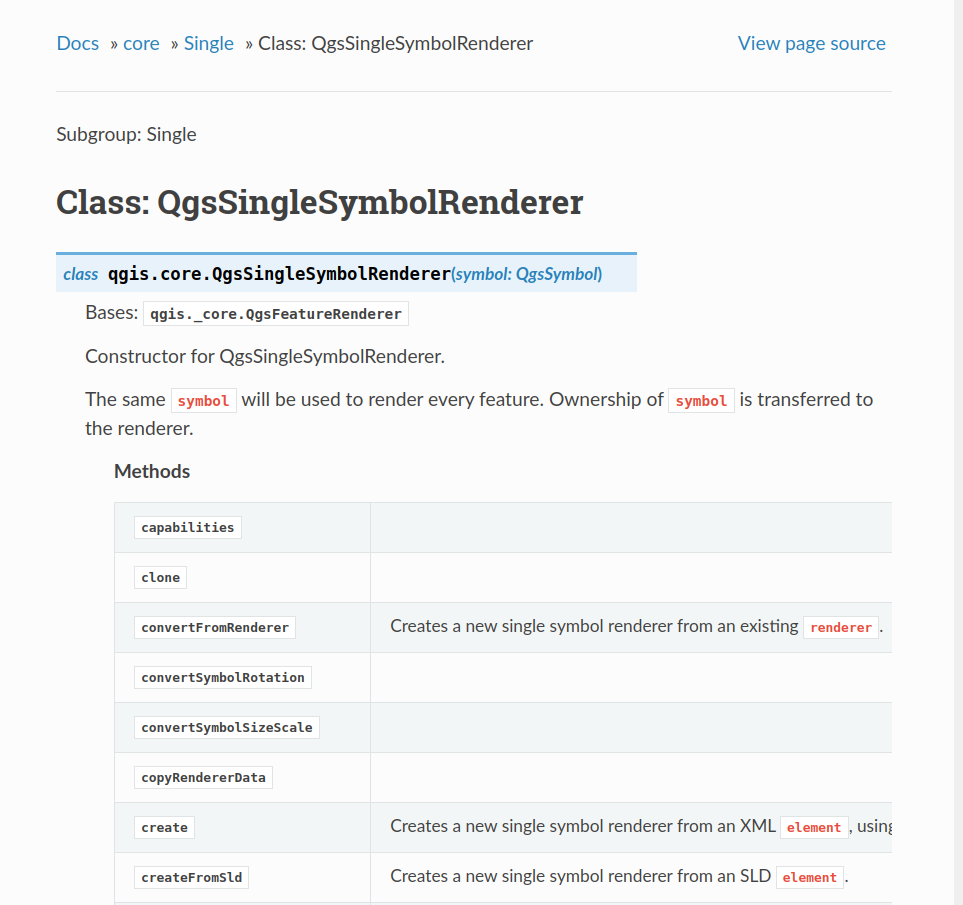 Docs » core » Single » Class: QgsSingleSymbolRenderer View page source
Subgroup: Single
Class: QgsSingleSymbolRenderer
class qgis.core.QgsSingleSymbolRenderer(symbol: QgsSymbol)
Bases: qgis._core.QgsFeatureRenderer
Constructor for QgsSingleSymbolRenderer.
The same symbol will be used to render every feature. Ownership of symbol is transferred to
the renderer.
Methods
capabilities
clone
convertFromRenderer Creates a new single symbol renderer from an existing renderer.
convertSymbolRotation
convertSymbolSizeScale
copyRendererData
create Creates a new single symbol renderer from an XML element, using
createFromSld Creates a new single symbol renderer from an SLD element.